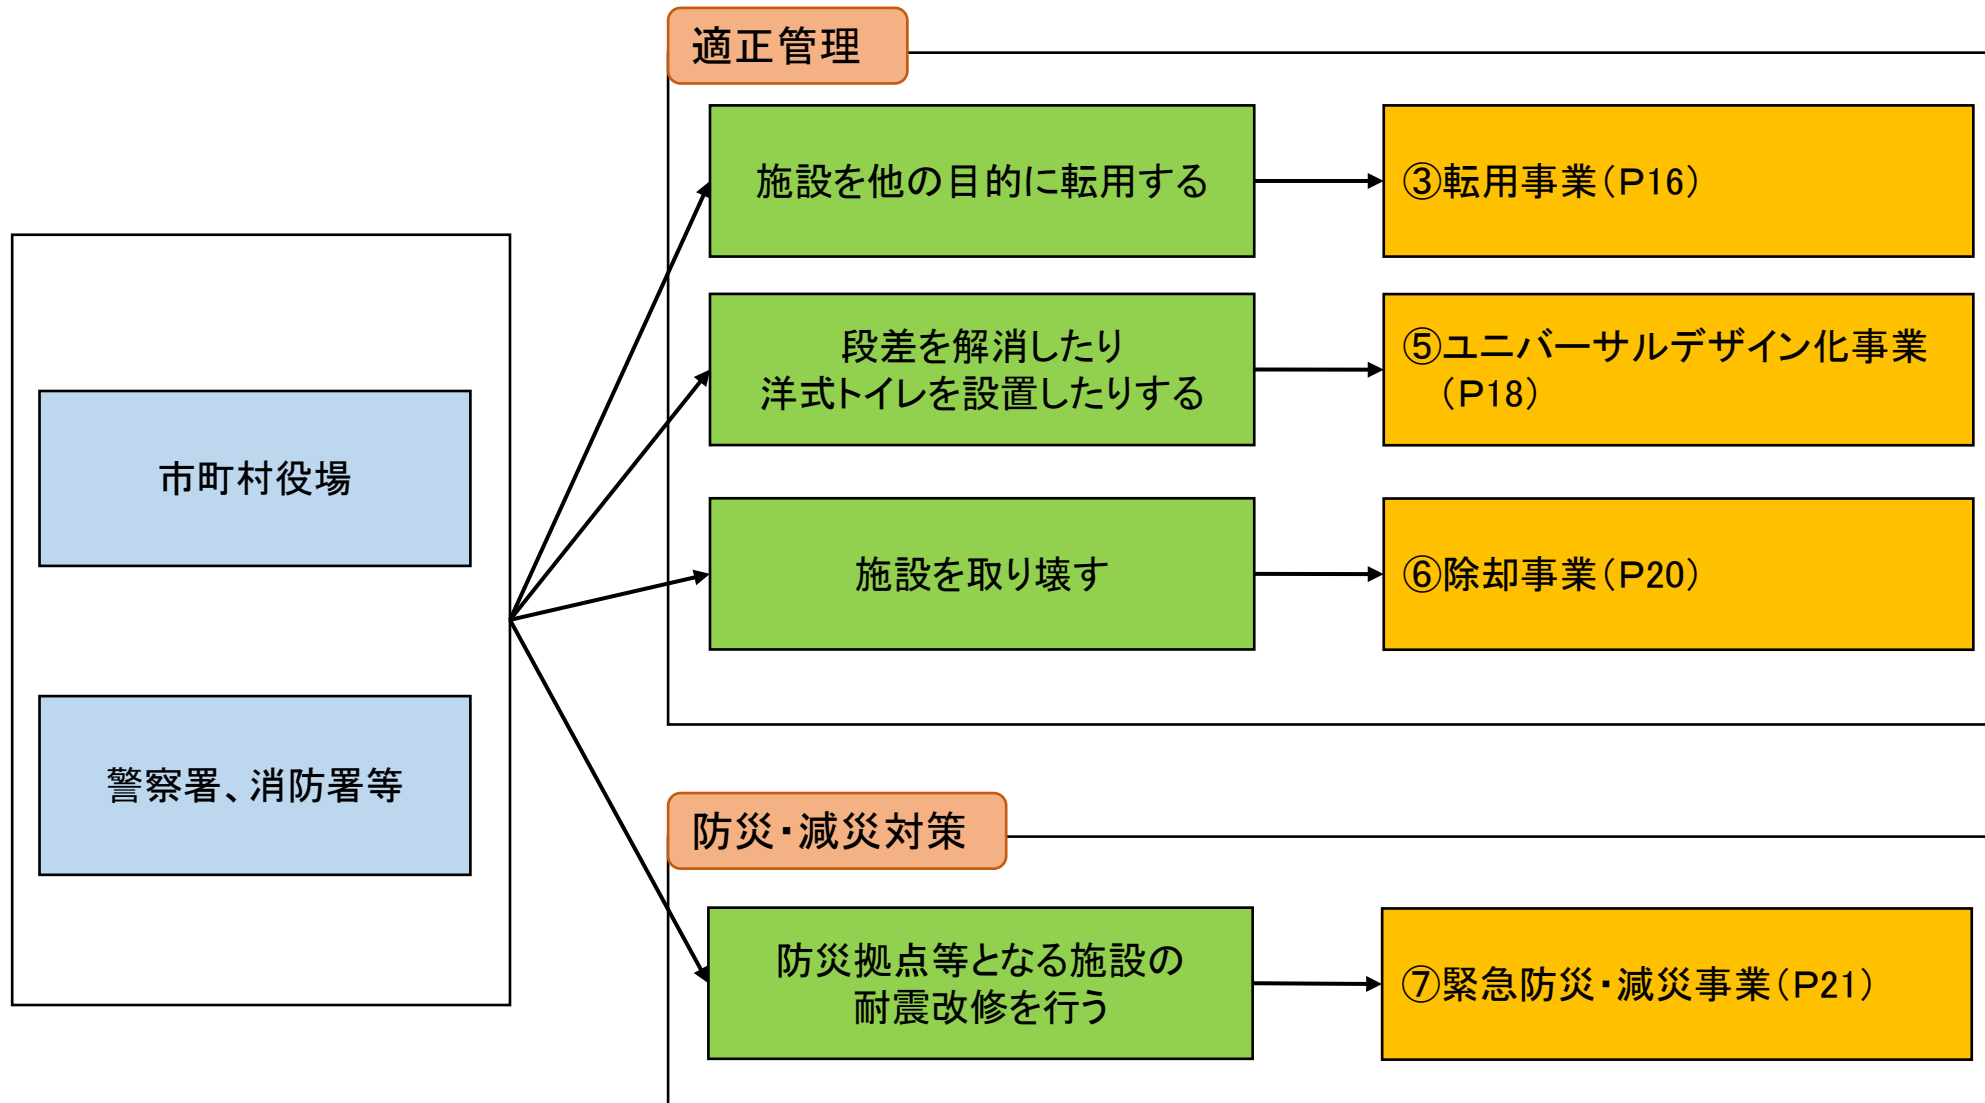 適正管理
施設を他の目的に転用する
③転用事業（P16）
段差を解消したり
洋式トイレを設置したりする
⑤ユニバーサルデザイン化事業
（P18）
市町村役場
施設を取り壊す
⑥除却事業（P20）
警察署、消防署等
防災・減災対策
防災拠点等となる施設の
耐震改修を行う
⑦緊急防災・減災事業（P21）